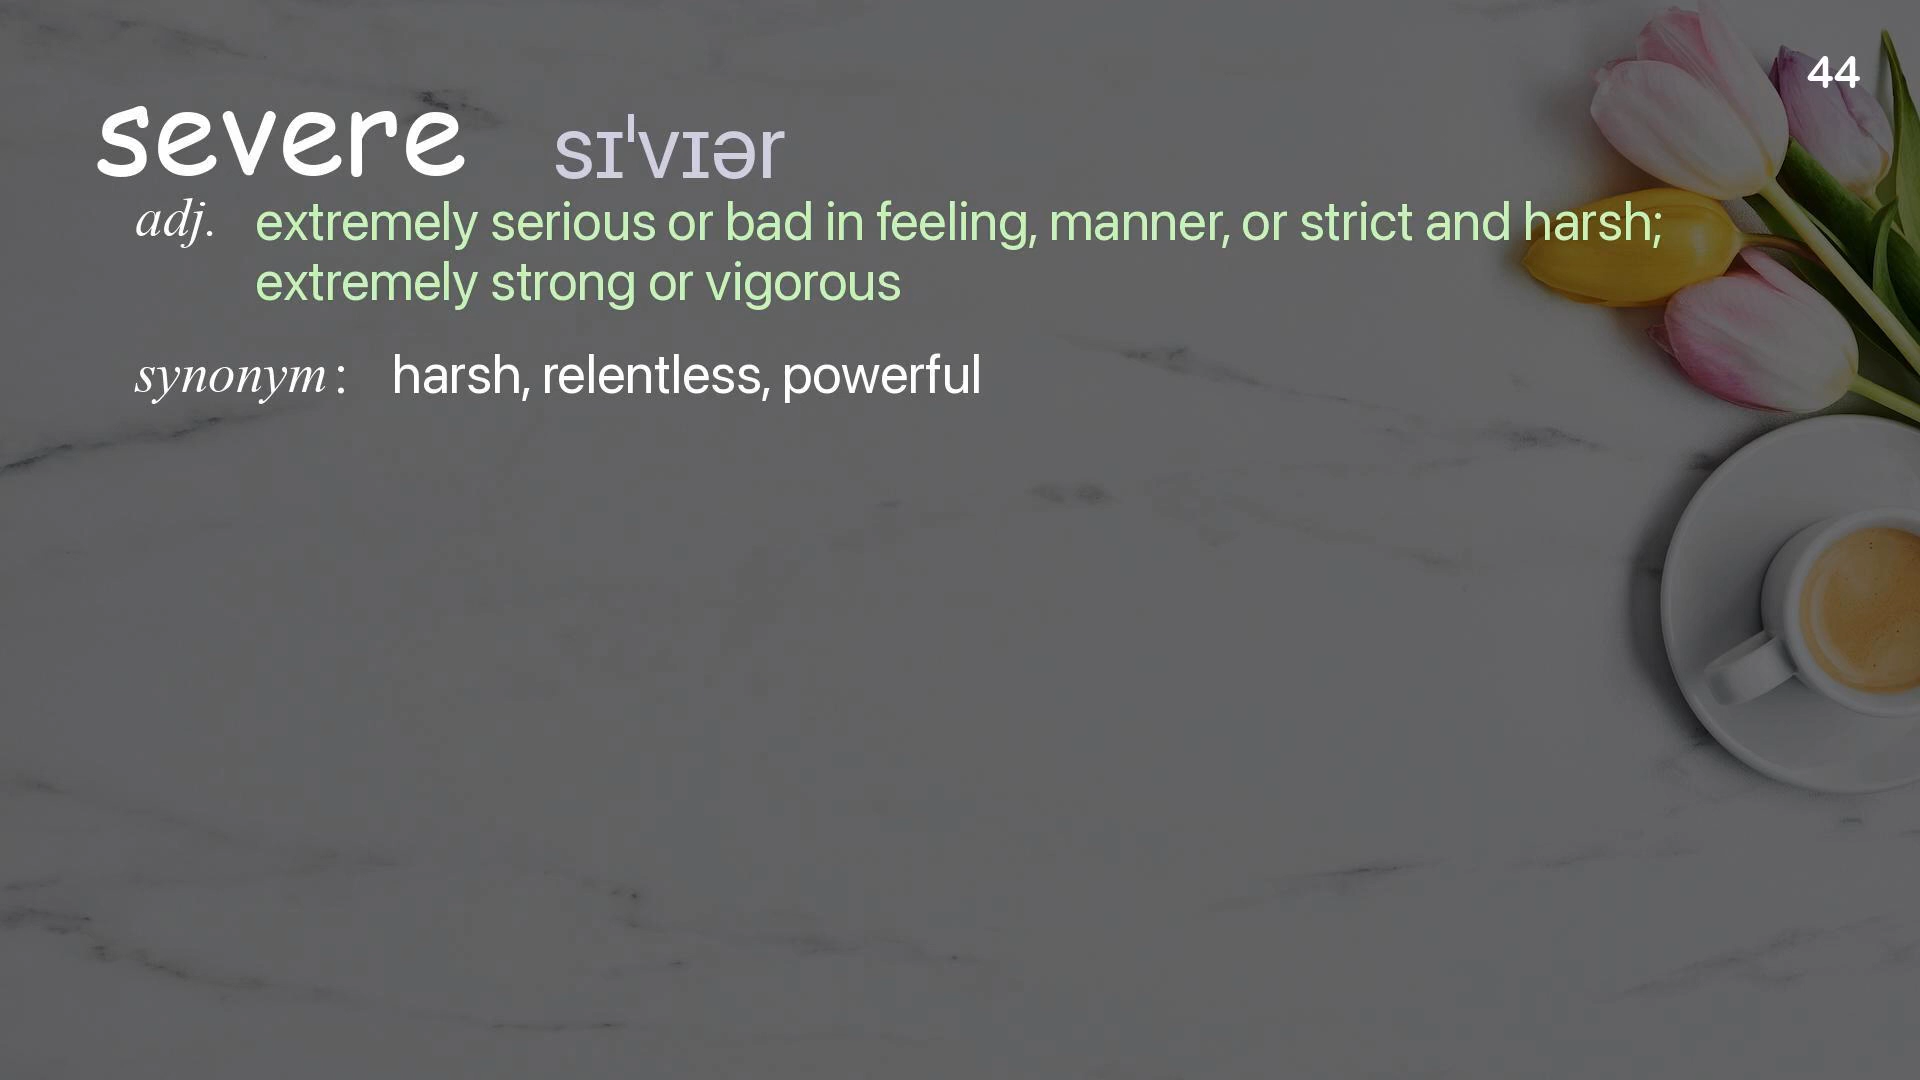 44
severe sɪˈvɪər
adj. extremely serious or bad in feeling, manner, or strict and harsh;
extremely strong or vigorous
synonym: harsh, relentless, powerful